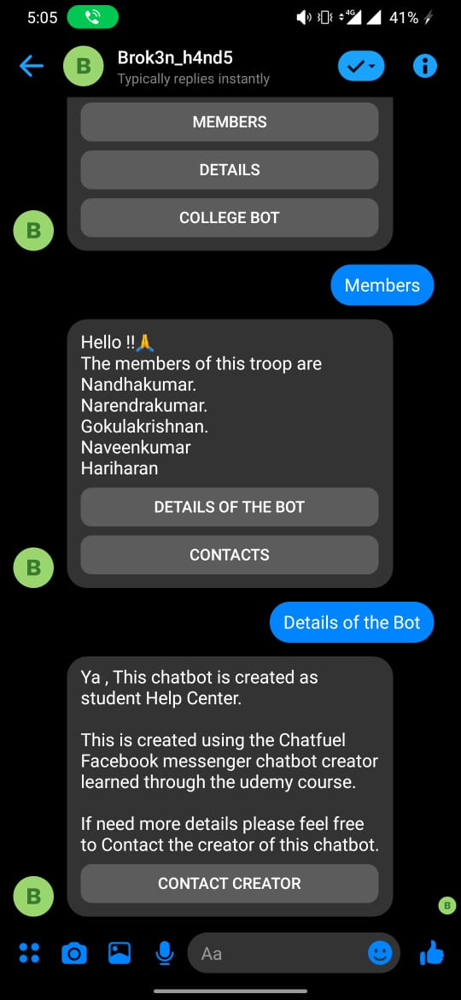 5:05
4G
41%
B
Brok3n_h4nd5
Typically replies instantly
MEMBERS
DETAILS
COLLEGE BOT
B
Members
Hello !!🙏
The members of this troop are
Nandhakumar.
Narendrakumar.
Gokulakrishnan.
Naveenkumar
Hariharan
DETAILS OF THE BOT
CONTACTS
B
Details of the Bot
Ya , This chatbot is created as
student Help Center.
This is created using the Chatfuel
Facebook messenger chatbot creator
learned through the udemy course.
If need more details please feel free
to Contact the creator of this chatbot.
CONTACT CREATOR
B
B
Aa